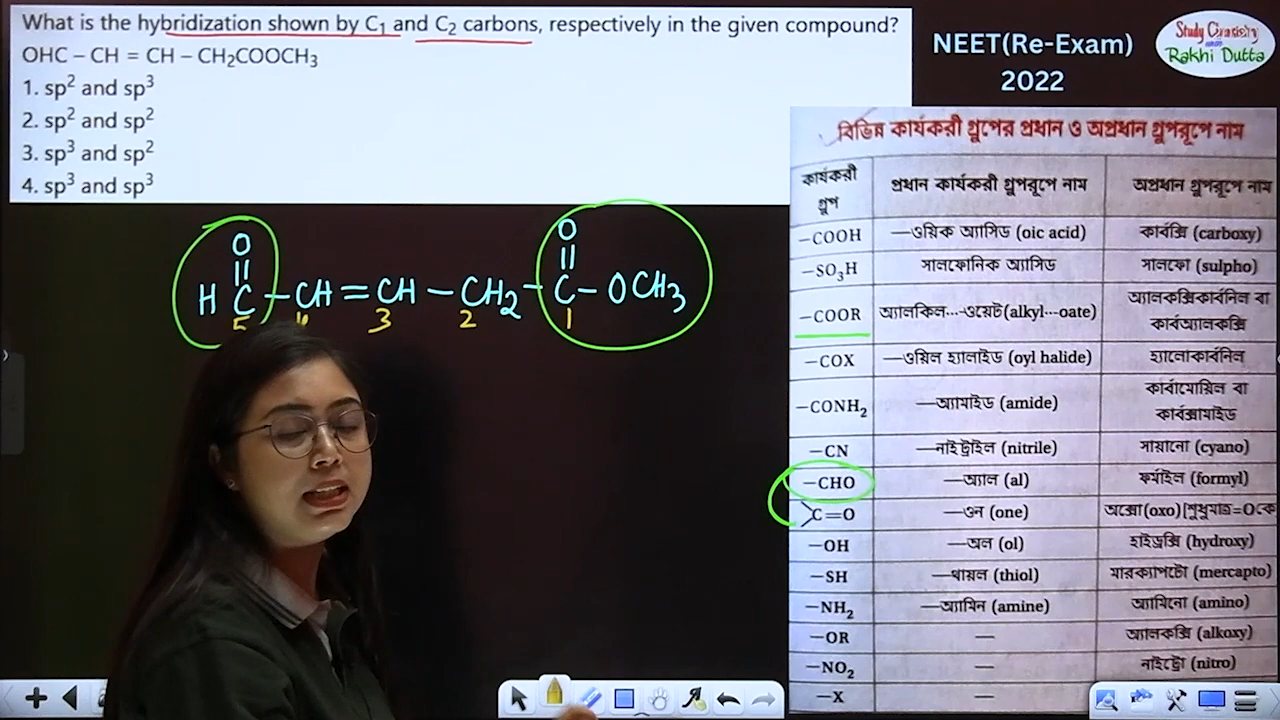 What is the hybridization shown by C₁ and C₂ carbons, respectively in the given compound?
OHC – CH = CH – CH₂COOCH₃
1. sp² and sp³
2. sp² and sp²
3. sp³ and sp²
4. sp³ and sp³
NEET(Re-Exam)
2022
Study Chemistry
with
Rakhi Dutta
O O
H C – CH = CH – CH₂ – C – OCH₃
5 4 3 2 1
বিভিন্ন কার্যকরী গ্রুপের প্রধান ও অপ্রধান গ্রুপরূপে নাম
কার্যকরী গ্রুপ প্রধান কার্যকরী গ্রুপরূপে নাম অপ্রধান গ্রুপরূপে নাম
—COOH —ওয়িক অ্যাসিড (oic acid) কার্বক্সি (carboxy)
—SO₃H সালফোনিক অ্যাসিড সালফো (sulpho)
—COOR অ্যালকিল···ওয়েট (alkyl···oate) অ্যালকক্সিকার্বনিল বা কার্বঅ্যালকক্সি
—COX —ওয়িল হ্যালাইড (oyl halide) হ্যালোকার্বনিল
—CONH₂ —অ্যামাইড (amide) কার্বামোয়িল বা কার্বক্সামাইড
—CN —নাইট্রাইল (nitrile) সায়ানো (cyano)
—CHO —অ্যাল (al) ফর্মাইল (formyl)
>C=O —ওন (one) অক্সো (oxo) [শুধুমাত্র =O কে
—OH —অল (ol) হাইড্রক্সি (hydroxy)
—SH —থায়ল (thiol) মারক্যাপটো (mercapto)
—NH₂ —অ্যামিন (amine) অ্যামিনো (amino)
—OR — অ্যালকক্সি (alkoxy)
—NO₂ — নাইট্রো (nitro)
—X —